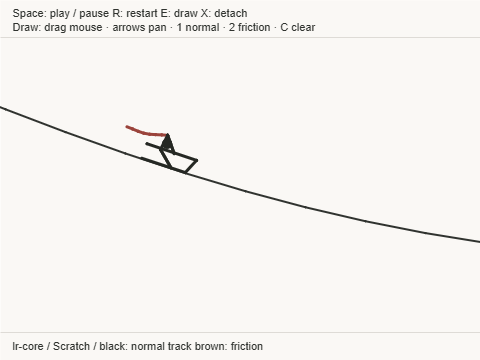 Space: play / pause R: restart E: draw X: detach
Draw: drag mouse · arrows pan · 1 normal · 2 friction · C clear
lr-core / Scratch / black: normal track brown: friction